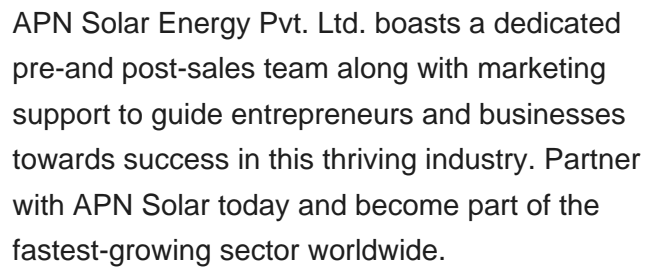 APN Solar Energy Pvt. Ltd. boasts a dedicated
pre-and post-sales team along with marketing
support to guide entrepreneurs and businesses
towards success in this thriving industry. Partner
with APN Solar today and become part of the
fastest-growing sector worldwide.